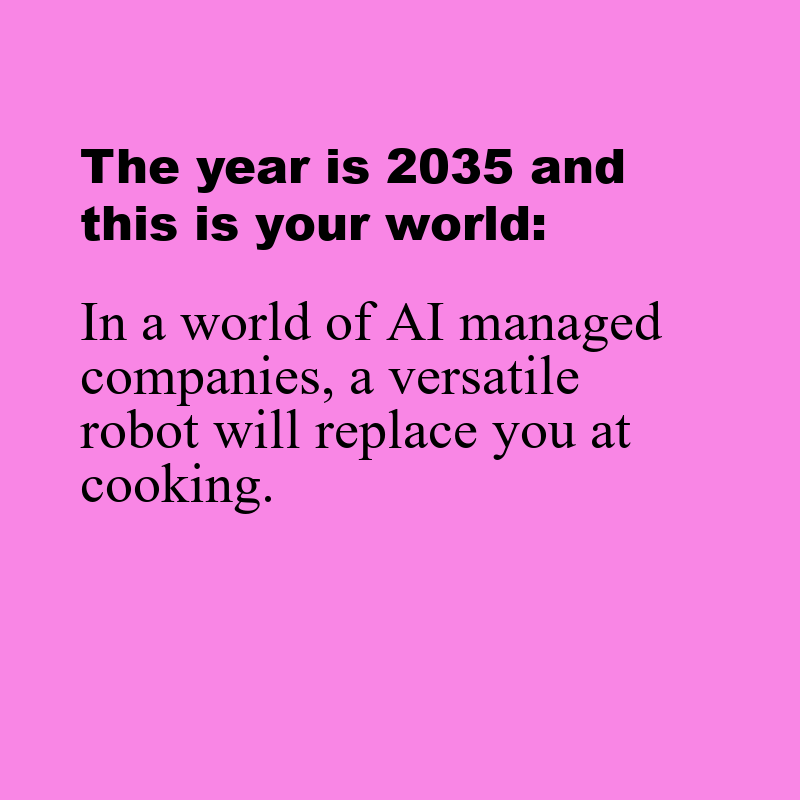 The year is 2035 and
this is your world:
In a world of AI managed
companies, a versatile
robot will replace you at
cooking.